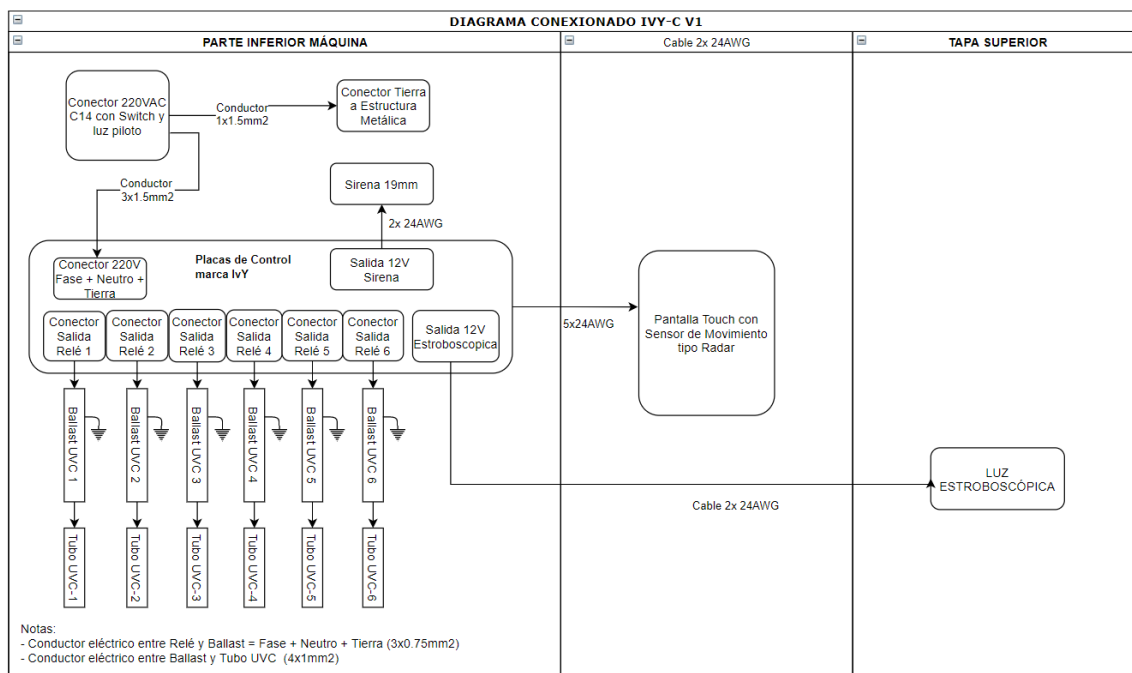 DIAGRAMA CONEXIONADO IVY-C V1
PARTE INFERIOR MÁQUINA
Cable 2x 24AWG
TAPA SUPERIOR
Conector 220VAC
C14 con Switch y
luz piloto
Conductor
1x1.5mm2
Conector Tierra
a Estructura
Metálica
Conductor
3x1.5mm2
Sirena 19mm
2x 24AWG
Conector 220V
Fase + Neutro +
Tierra
Placas de Control
marca IvY
Salida 12V
Sirena
Conector
Salida
Relé 1
Conector
Salida
Relé 2
Conector
Salida
Relé 3
Conector
Salida
Relé 4
Conector
Salida
Relé 5
Conector
Salida
Relé 6
Salida 12V
Estroboscopica
5x24AWG
Pantalla Touch con
Sensor de Movimiento
tipo Radar
Ballast UVC 1
Ballast UVC 2
Ballast UVC 3
Ballast UVC 4
Ballast UVC 5
Ballast UVC 6
LUZ
ESTROBOSCÓPICA
Cable 2x 24AWG
Tubo UVC-1
Tubo UVC-2
Tubo UVC-3
Tubo UVC-4
Tubo UVC-5
Tubo UVC-6
Notas:
- Conductor eléctrico entre Relé y Ballast = Fase + Neutro + Tierra (3x0.75mm2)
- Conductor eléctrico entre Ballast y Tubo UVC (4x1mm2)